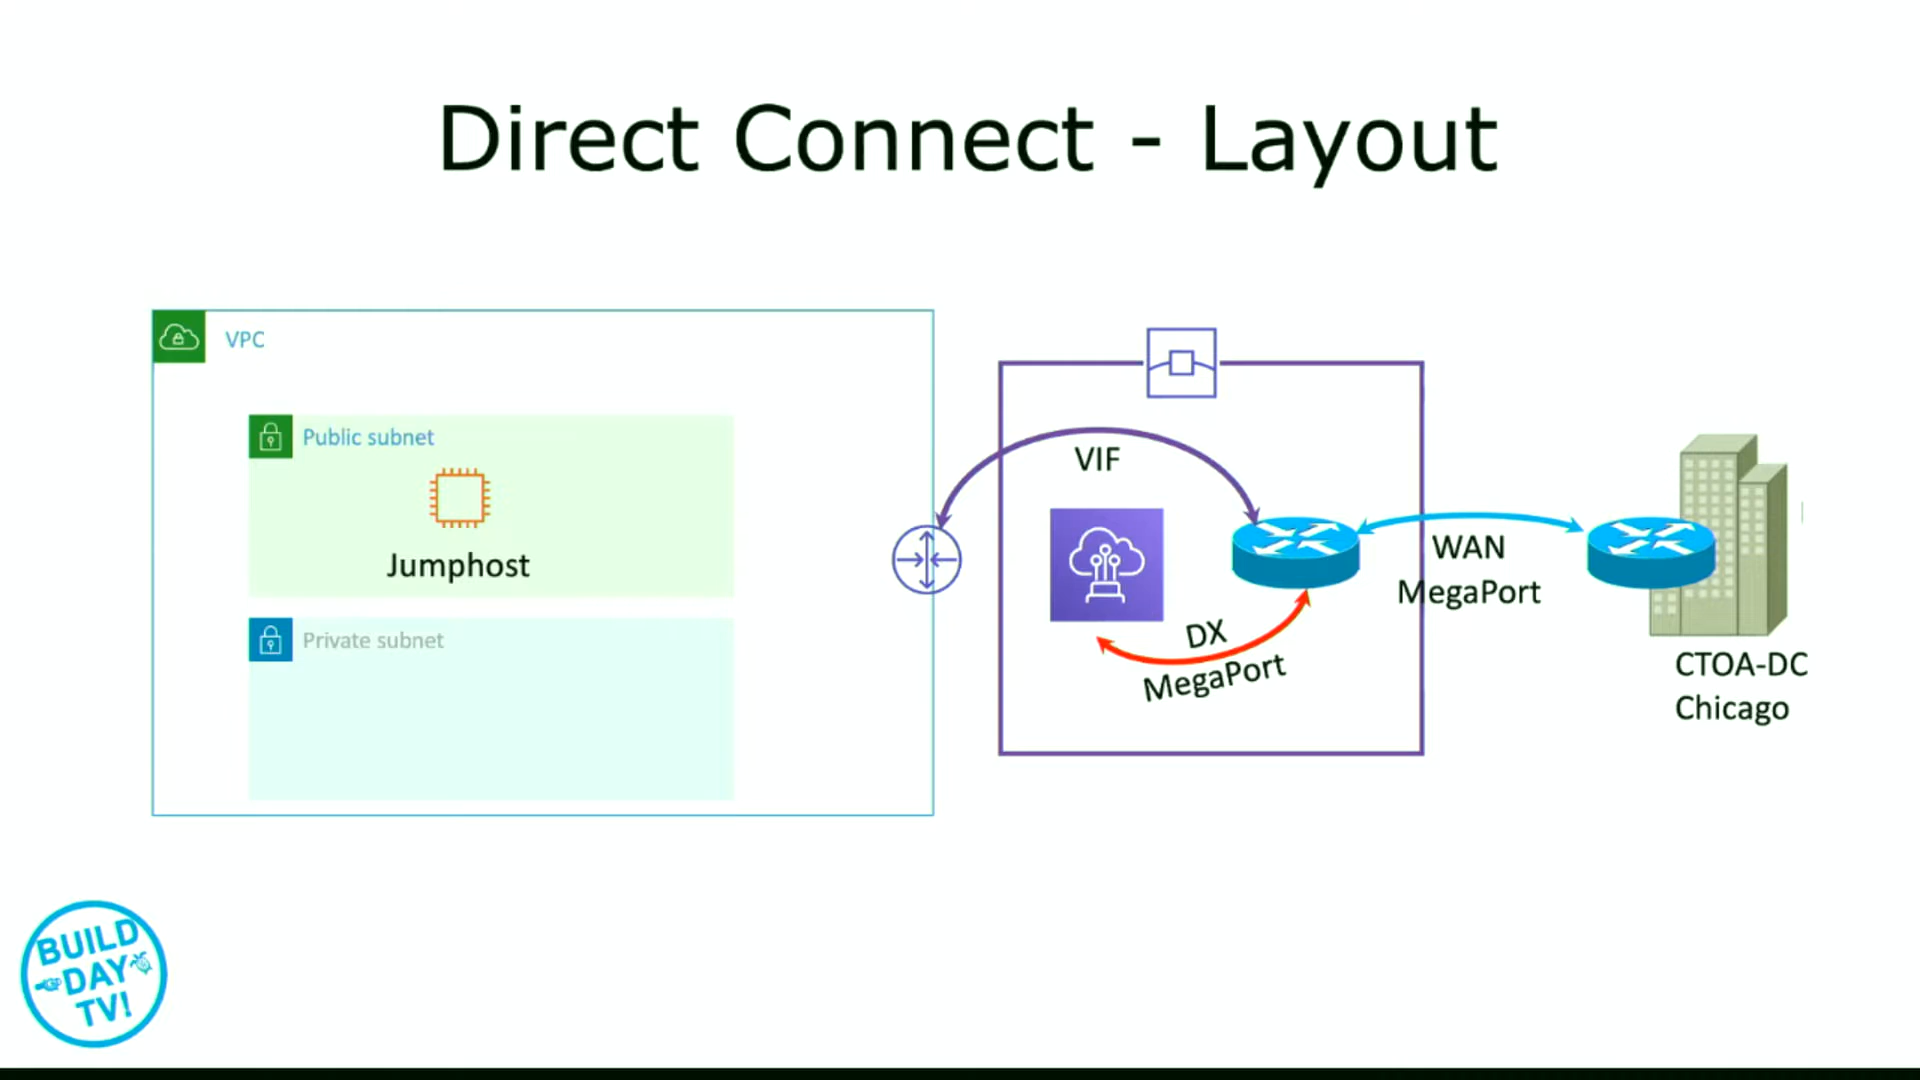 Direct Connect - Layout
VPC
Public subnet
Jumphost
Private subnet
VIF
DX
MegaPort
WAN
MegaPort
CTOA-DC
Chicago
BUILD
DAY
TV!